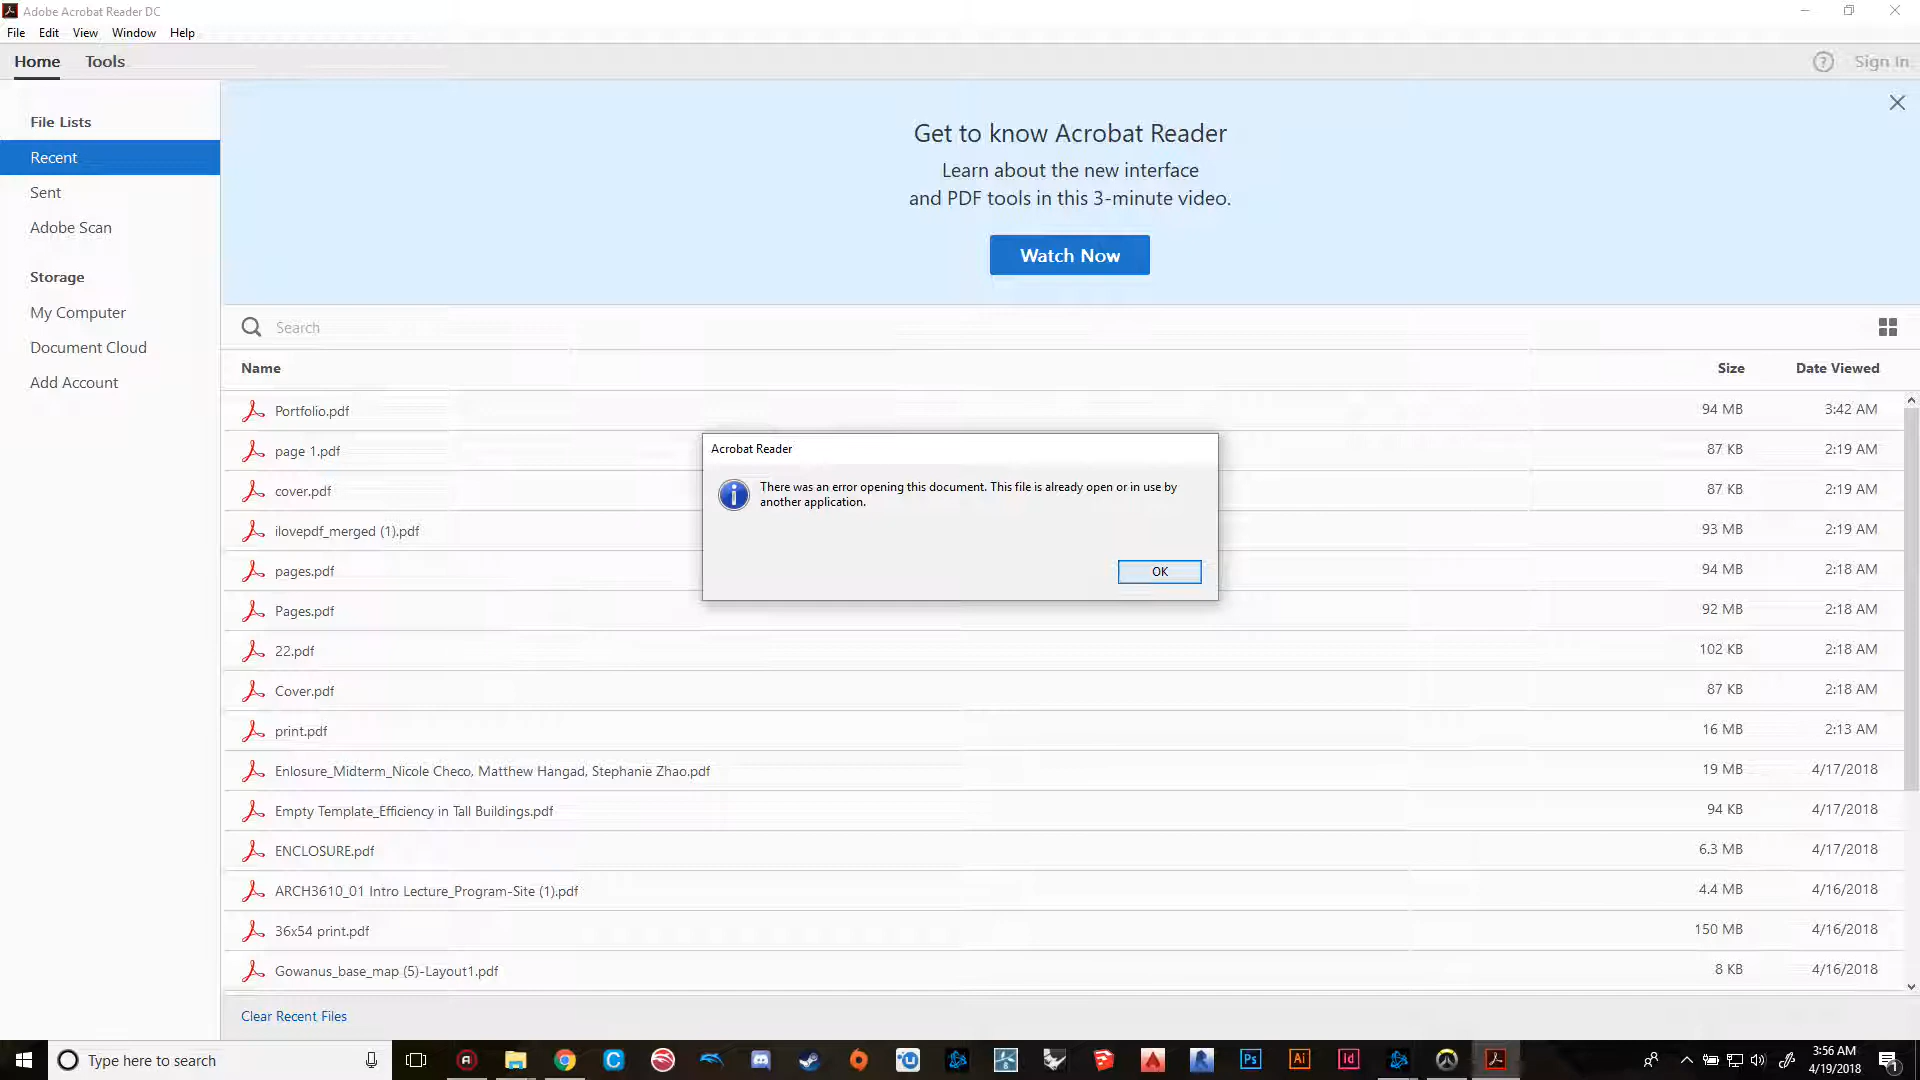 Adobe Acrobat Reader DC
File Edit View Window Help
Home Tools
? Sign In
File Lists
Recent
Sent
Adobe Scan
Storage
My Computer
Document Cloud
Add Account
Get to know Acrobat Reader
Learn about the new interface
and PDF tools in this 3-minute video.
Watch Now
Search
Name Size Date Viewed
Portfolio.pdf 94 MB 3:42 AM
page 1.pdf 87 KB 2:19 AM
cover.pdf 87 KB 2:19 AM
ilovepdf_merged (1).pdf 93 MB 2:19 AM
pages.pdf 94 MB 2:18 AM
Pages.pdf 92 MB 2:18 AM
22.pdf 102 KB 2:18 AM
Cover.pdf 87 KB 2:18 AM
print.pdf 16 MB 2:13 AM
Enlosure_Midterm_Nicole Checo, Matthew Hangad, Stephanie Zhao.pdf 19 MB 4/17/2018
Empty Template_Efficiency in Tall Buildings.pdf 94 KB 4/17/2018
ENCLOSURE.pdf 6.3 MB 4/17/2018
ARCH3610_01 Intro Lecture_Program-Site (1).pdf 4.4 MB 4/16/2018
36x54 print.pdf 150 MB 4/16/2018
Gowanus_base_map (5)-Layout1.pdf 8 KB 4/16/2018
Clear Recent Files
Acrobat Reader
There was an error opening this document. This file is already open or in use by
another application.
OK
Type here to search
Ps Ai Id
3:56 AM
4/19/2018
1